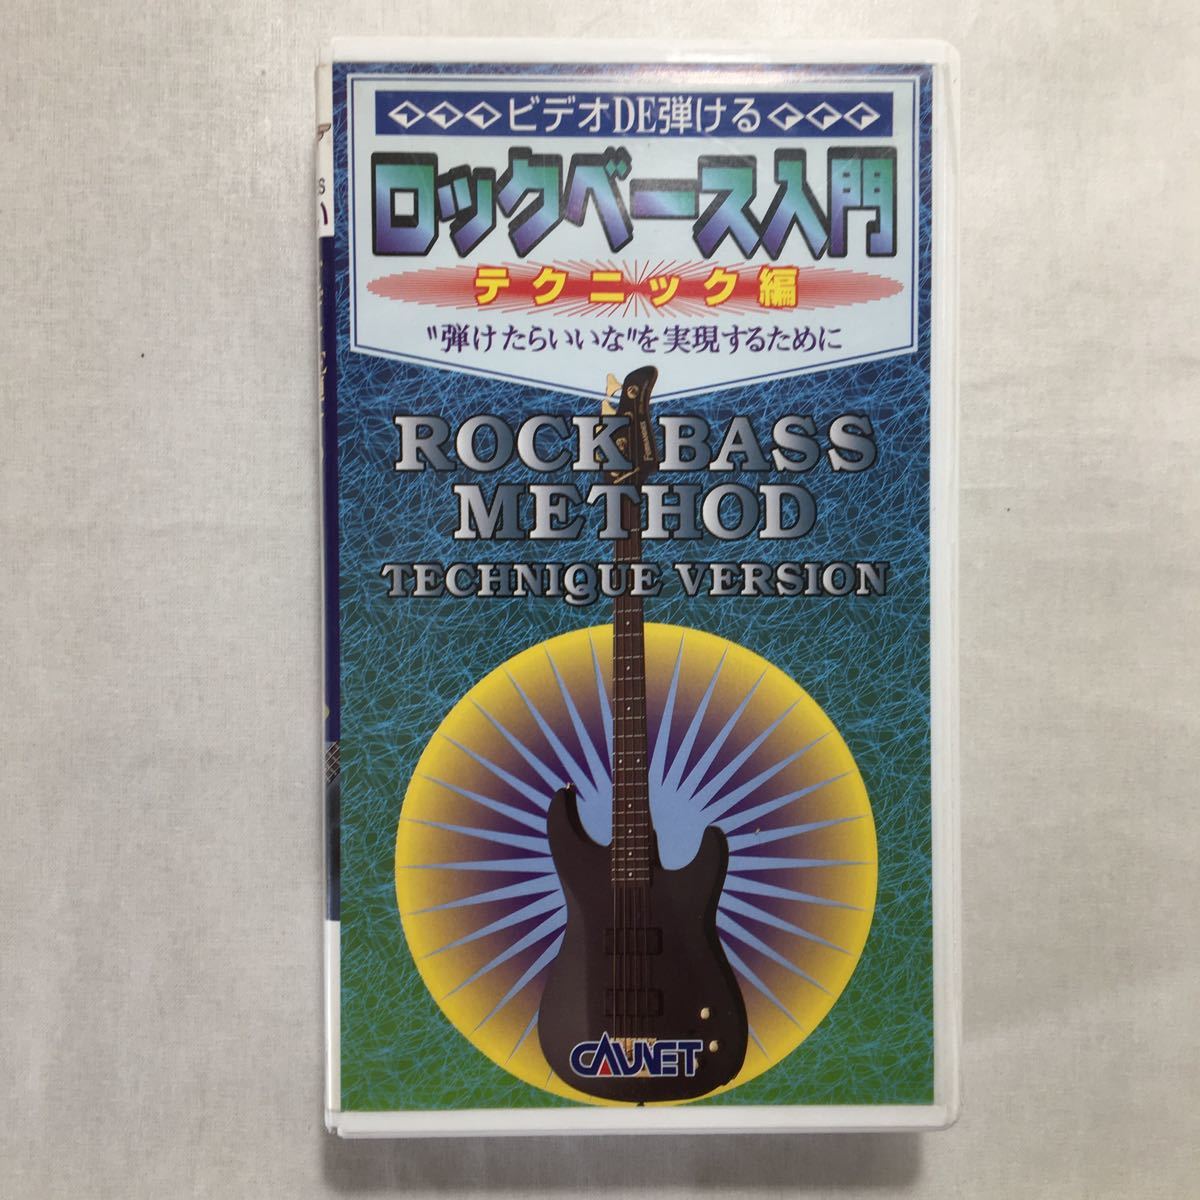 ビデオDE弾ける
ロックベース入門
テクニック編
"弾けたらいいな"を実現するために
ROCK BASS
METHOD
TECHNIQUE VERSION
Fernandes
CAUNET